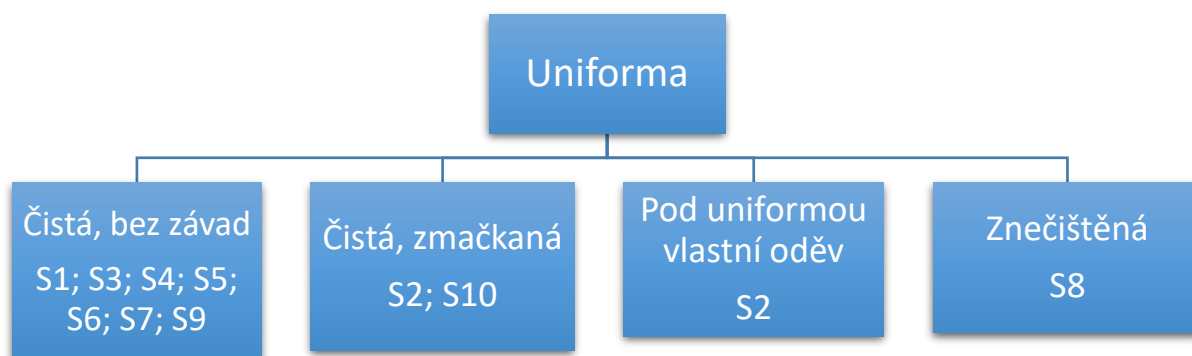 Uniforma
Čistá, bez závad
S1; S3; S4; S5;
S6; S7; S9
Čistá, zmačkaná
S2; S10
Pod uniformou
vlastní oděv
S2
Znečištěná
S8